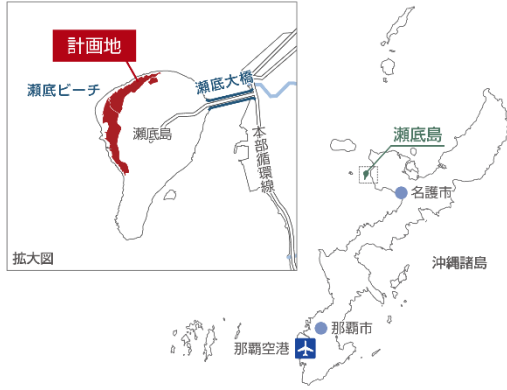 計画地
瀬底ビーチ
瀬底大橋
瀬底島
本部循環線
拡大図
瀬底島
名護市
沖縄諸島
那覇市
那覇空港